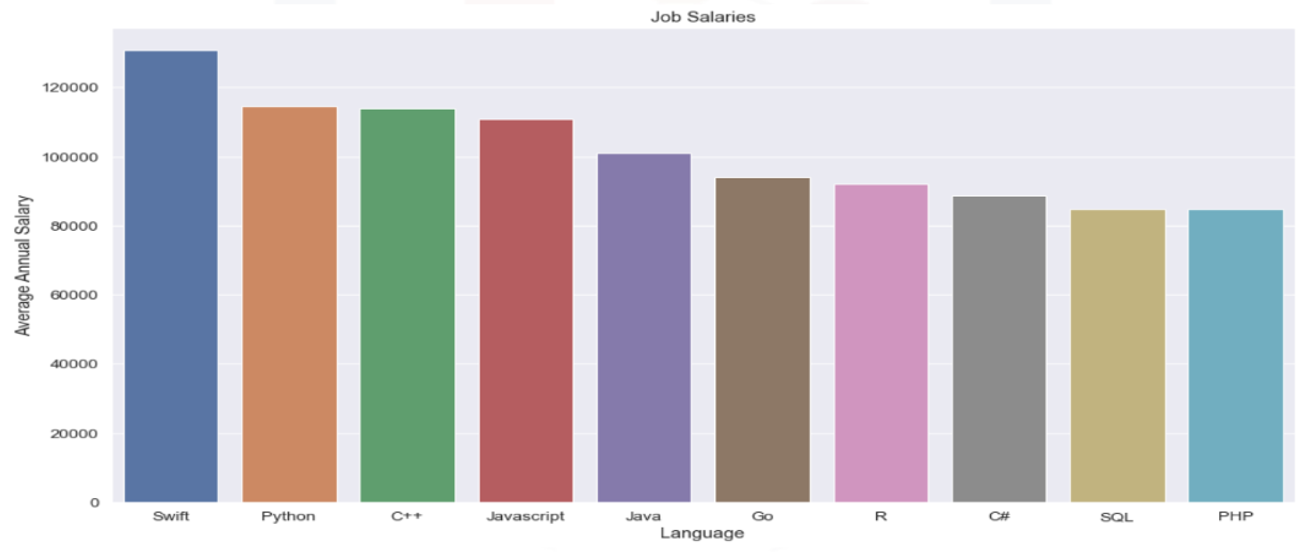 Job Salaries
120000
100000
80000
60000
40000
20000
0
Average Annual Salary
Swift Python C++ Javascript Java Go R C# SQL PHP
Language